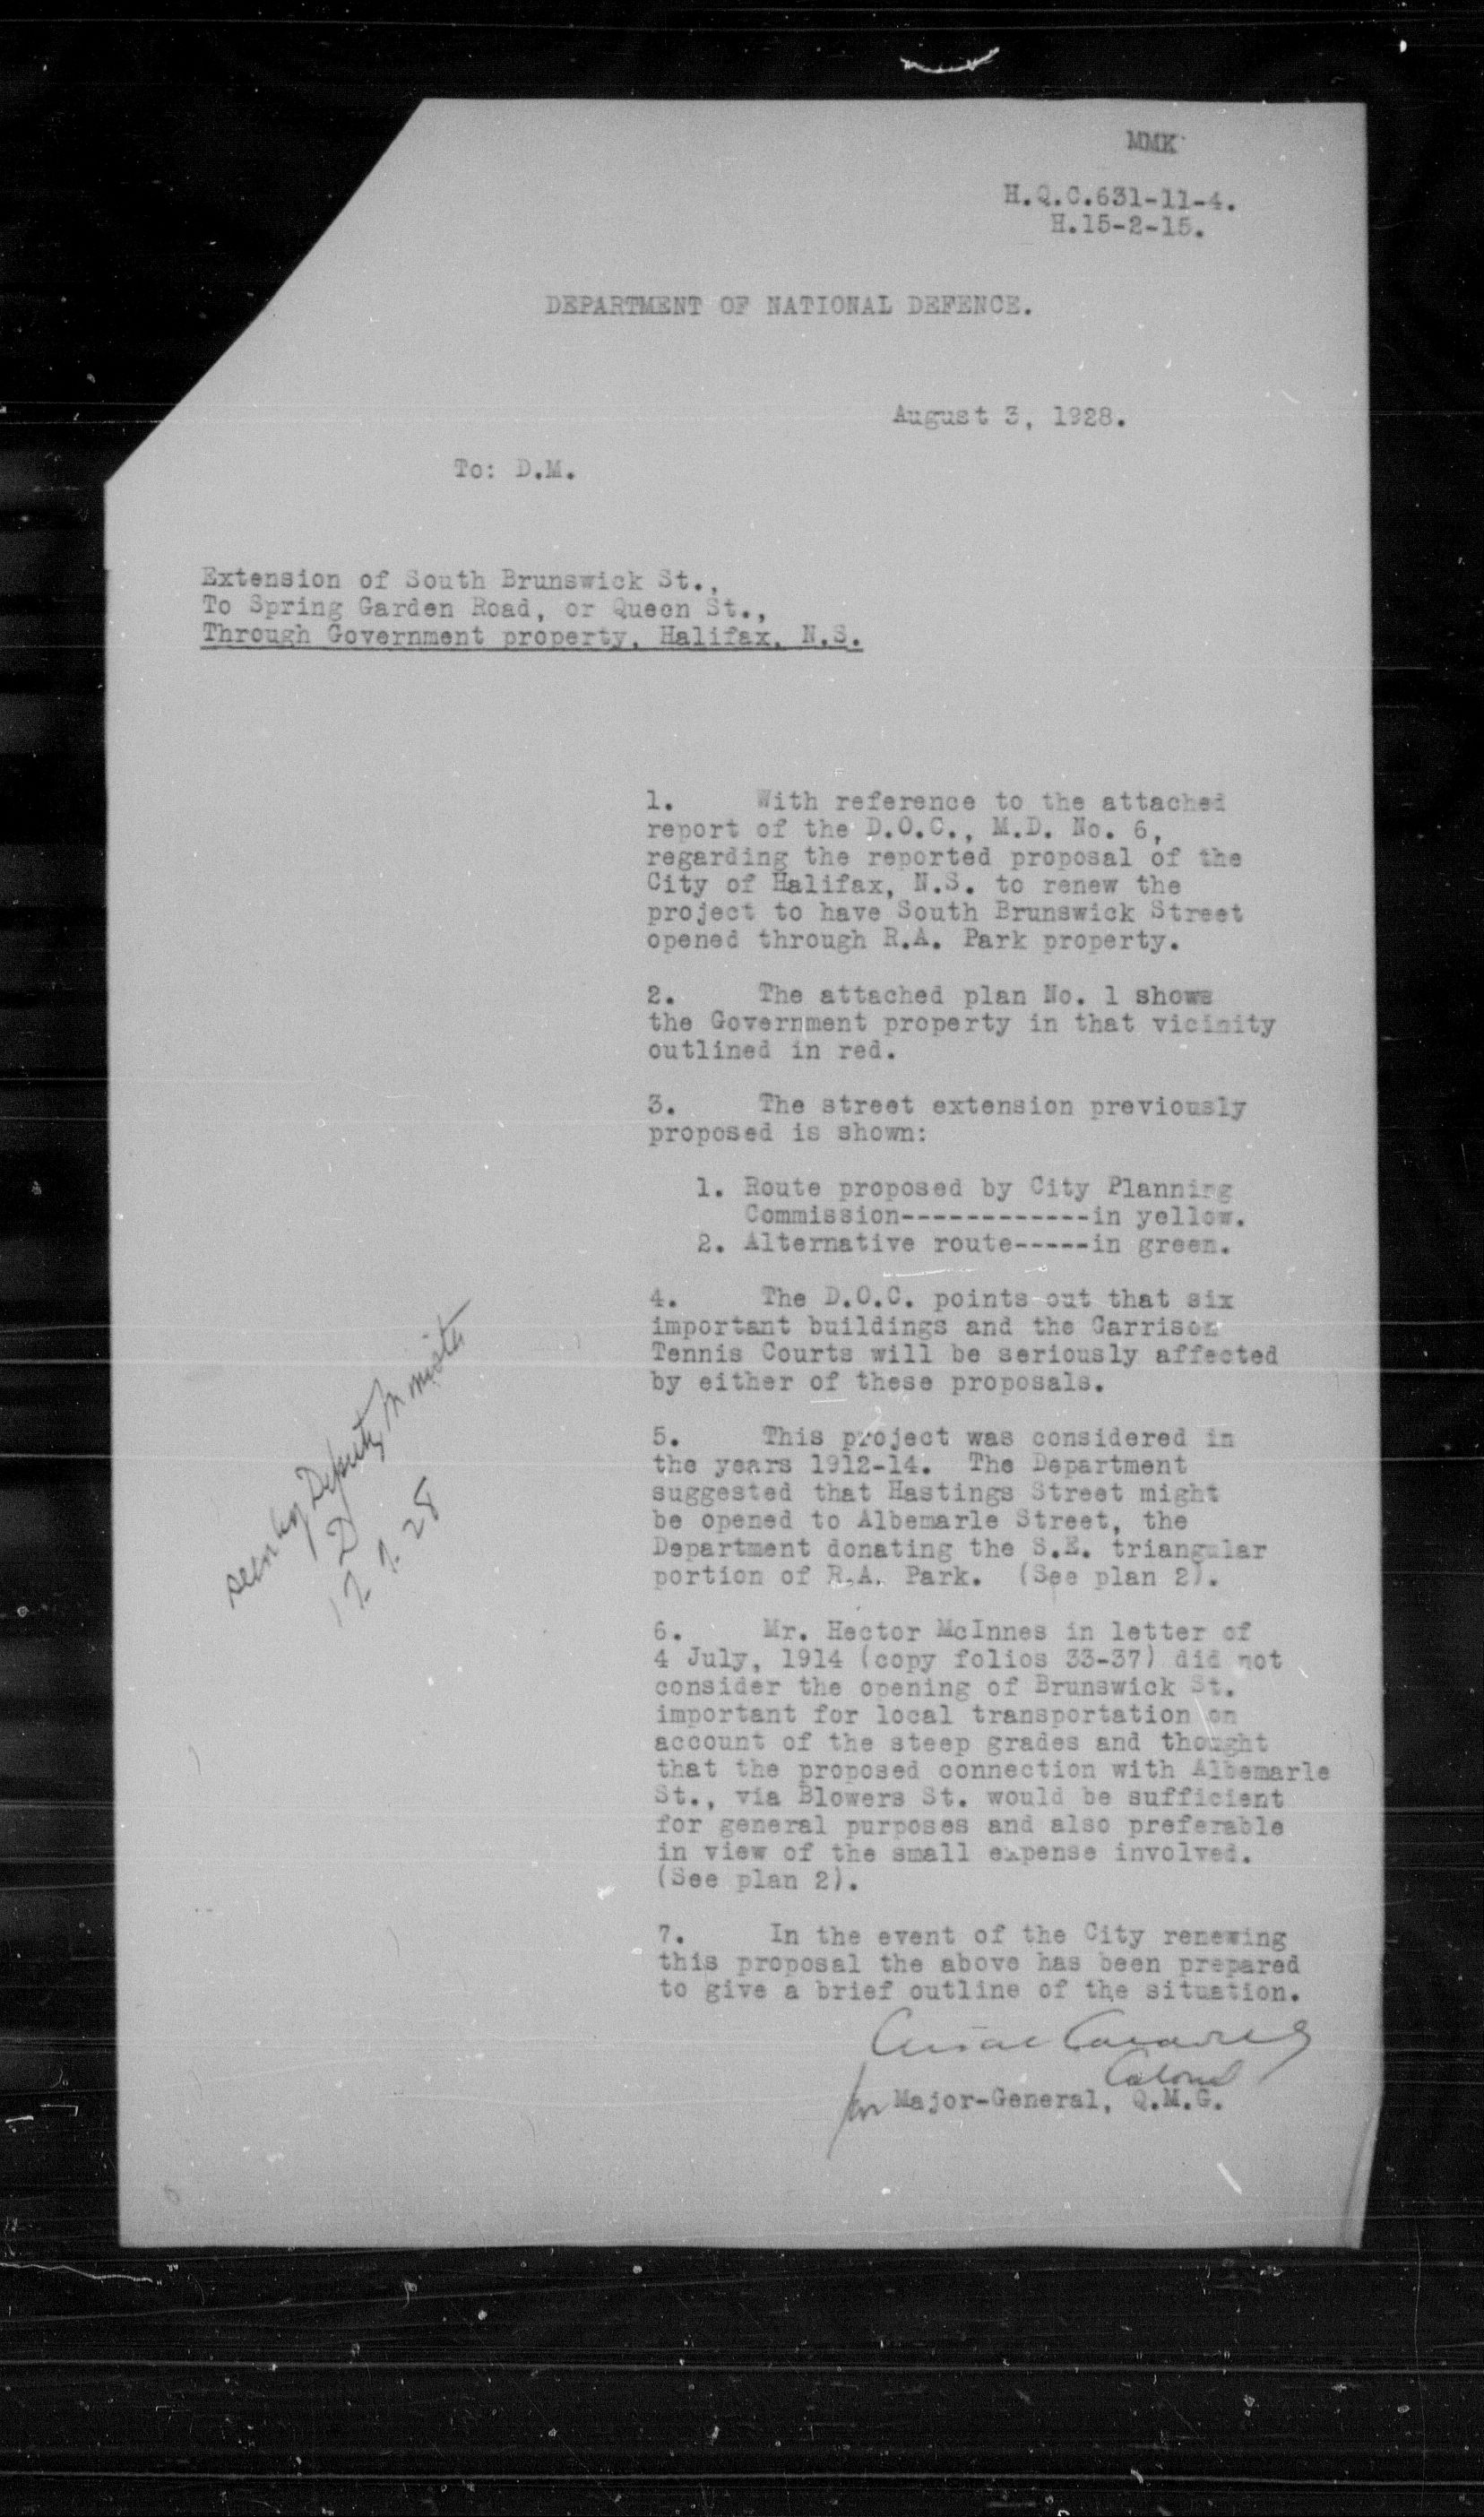 MMK
H.Q.C.631-11-4.
H.15-2-15.
DEPARTMENT OF NATIONAL DEFENCE.
August 3, 1928.
To: D.M.
Extension of South Brunswick St.,
To Spring Garden Road, or Queen St.,
Through Government property, Halifax, N.S.
1. With reference to the attached
report of the D.O.C., M.D. No. 6,
regarding the reported proposal of the
City of Halifax, N.S. to renew the
project to have South Brunswick Street
opened through R.A. Park property.
2. The attached plan No. 1 shows
the Government property in that vicinity
outlined in red.
3. The street extension previously
proposed is shown:
1. Route proposed by City Planning
Commission------------in yellow.
2. Alternative route-----in green.
4. The D.O.C. points out that six
important buildings and the Garrison
Tennis Courts will be seriously affected
by either of these proposals.
5. This project was considered in
the years 1912-14. The Department
suggested that Hastings Street might
be opened to Albemarle Street, the
Department donating the S.E. triangular
portion of R.A. Park. (See plan 2).
6. Mr. Hector McInnes in letter of
4 July, 1914 (copy folios 33-37) did not
consider the opening of Brunswick St.
important for local transportation on
account of the steep grades and thought
that the proposed connection with Albemarle
St., via Blowers St. would be sufficient
for general purposes and also preferable
in view of the small expense involved.
(See plan 2).
7. In the event of the City renewing
this proposal the above has been prepared
to give a brief outline of the situation.
Colonel
for Major-General, Q.M.G.
seen by Deputy Minister
D